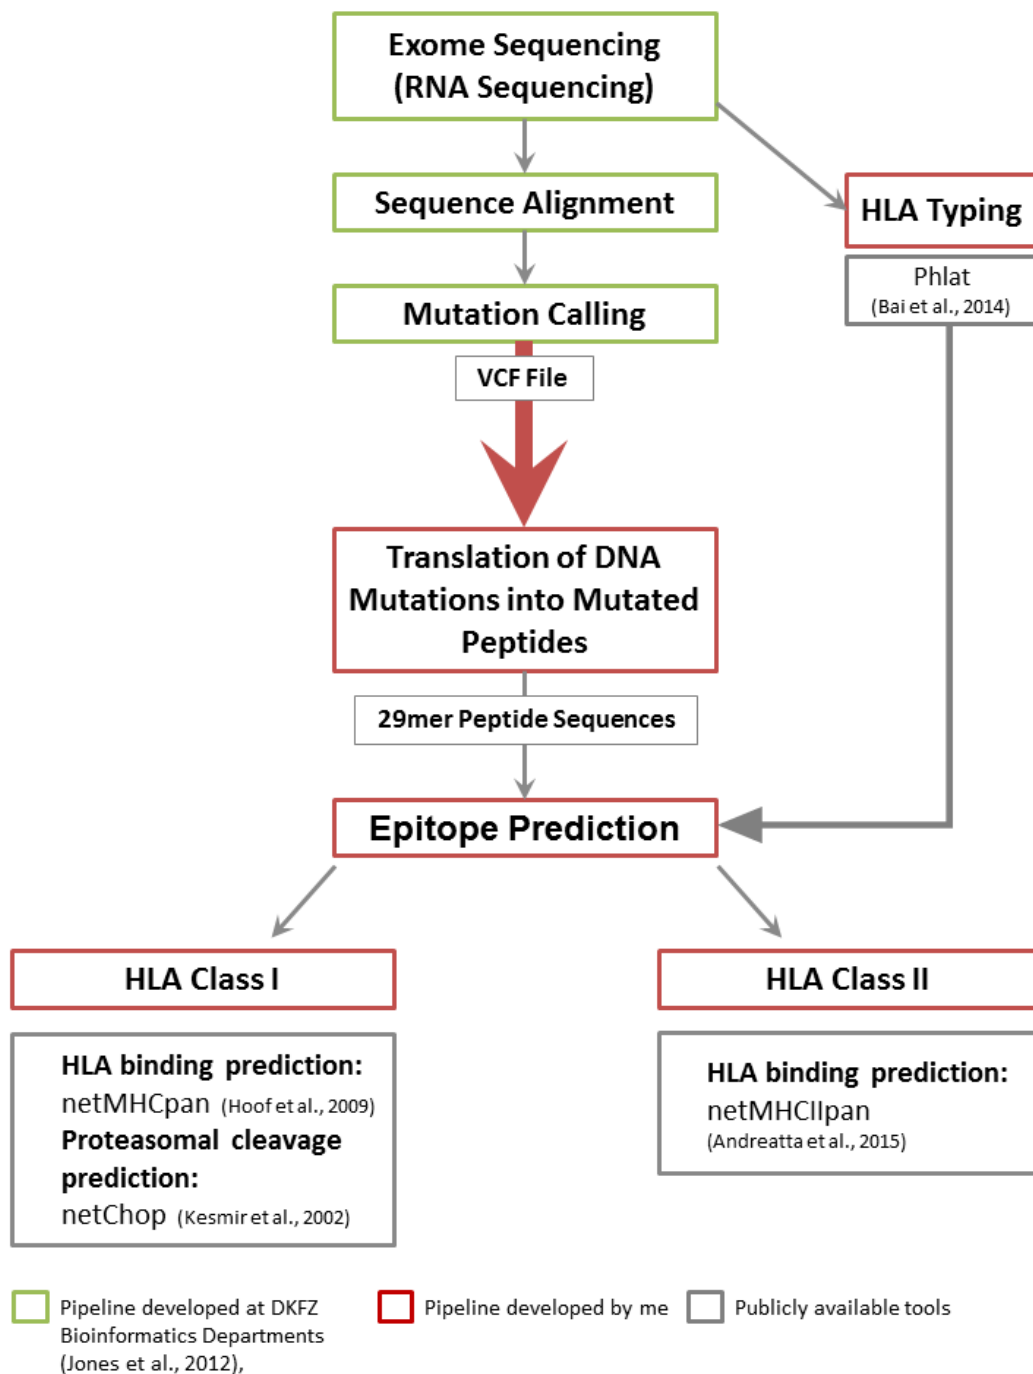 Exome Sequencing
(RNA Sequencing)
Sequence Alignment
HLA Typing
Phlat
(Bai et al., 2014)
Mutation Calling
VCF File
Translation of DNA
Mutations into Mutated
Peptides
29mer Peptide Sequences
Epitope Prediction
HLA Class I
HLA binding prediction:
netMHCpan (Hoof et al., 2009)
Proteasomal cleavage
prediction:
netChop (Kesmir et al., 2002)
HLA Class II
HLA binding prediction:
netMHCIIpan
(Andreatta et al., 2015)
Pipeline developed at DKFZ
Bioinformatics Departments
(Jones et al., 2012),
Pipeline developed by me
Publicly available tools